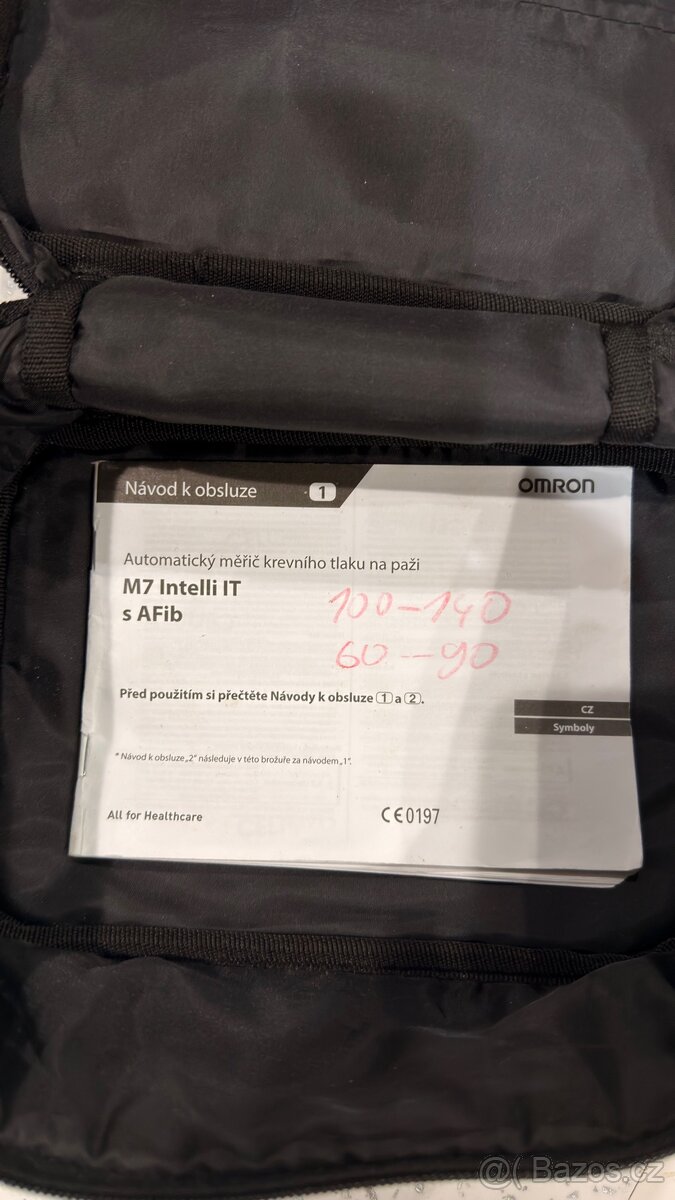 Návod k obsluze 1 OMRON
Automatický měřič krevního tlaku na paži
M7 Intelli IT
s AFib
100-140
60-90
Před použitím si přečtěte Návody k obsluze 1 a 2.
CZ
Symboly
* Návod k obsluze „2" následuje v této brožuře za návodem „1".
All for Healthcare
CE0197
@( Bazos.cz